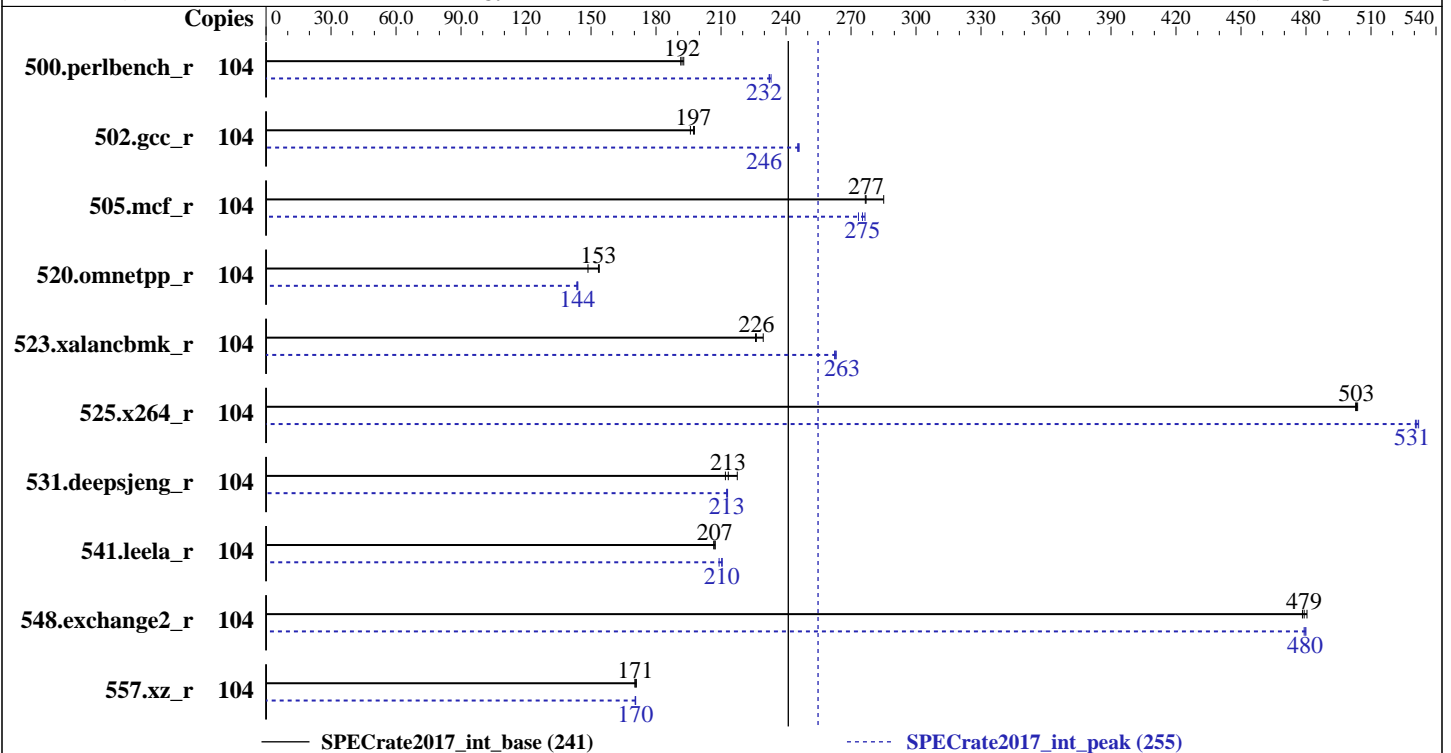 Copies 0 30.0 60.0 90.0 120 150 180 210 240 270 300 330 360 390 420 450 480 510 540
192
500.perlbench_r 104
232
197
502.gcc_r 104
246
277
505.mcf_r 104
275
153
520.omnetpp_r 104
144
226
523.xalancbmk_r 104
263
503
525.x264_r 104
531
213
531.deepsjeng_r 104
213
207
541.leela_r 104
210
479
548.exchange2_r 104
480
171
557.xz_r 104
170
SPECrate2017_int_base (241) SPECrate2017_int_peak (255)